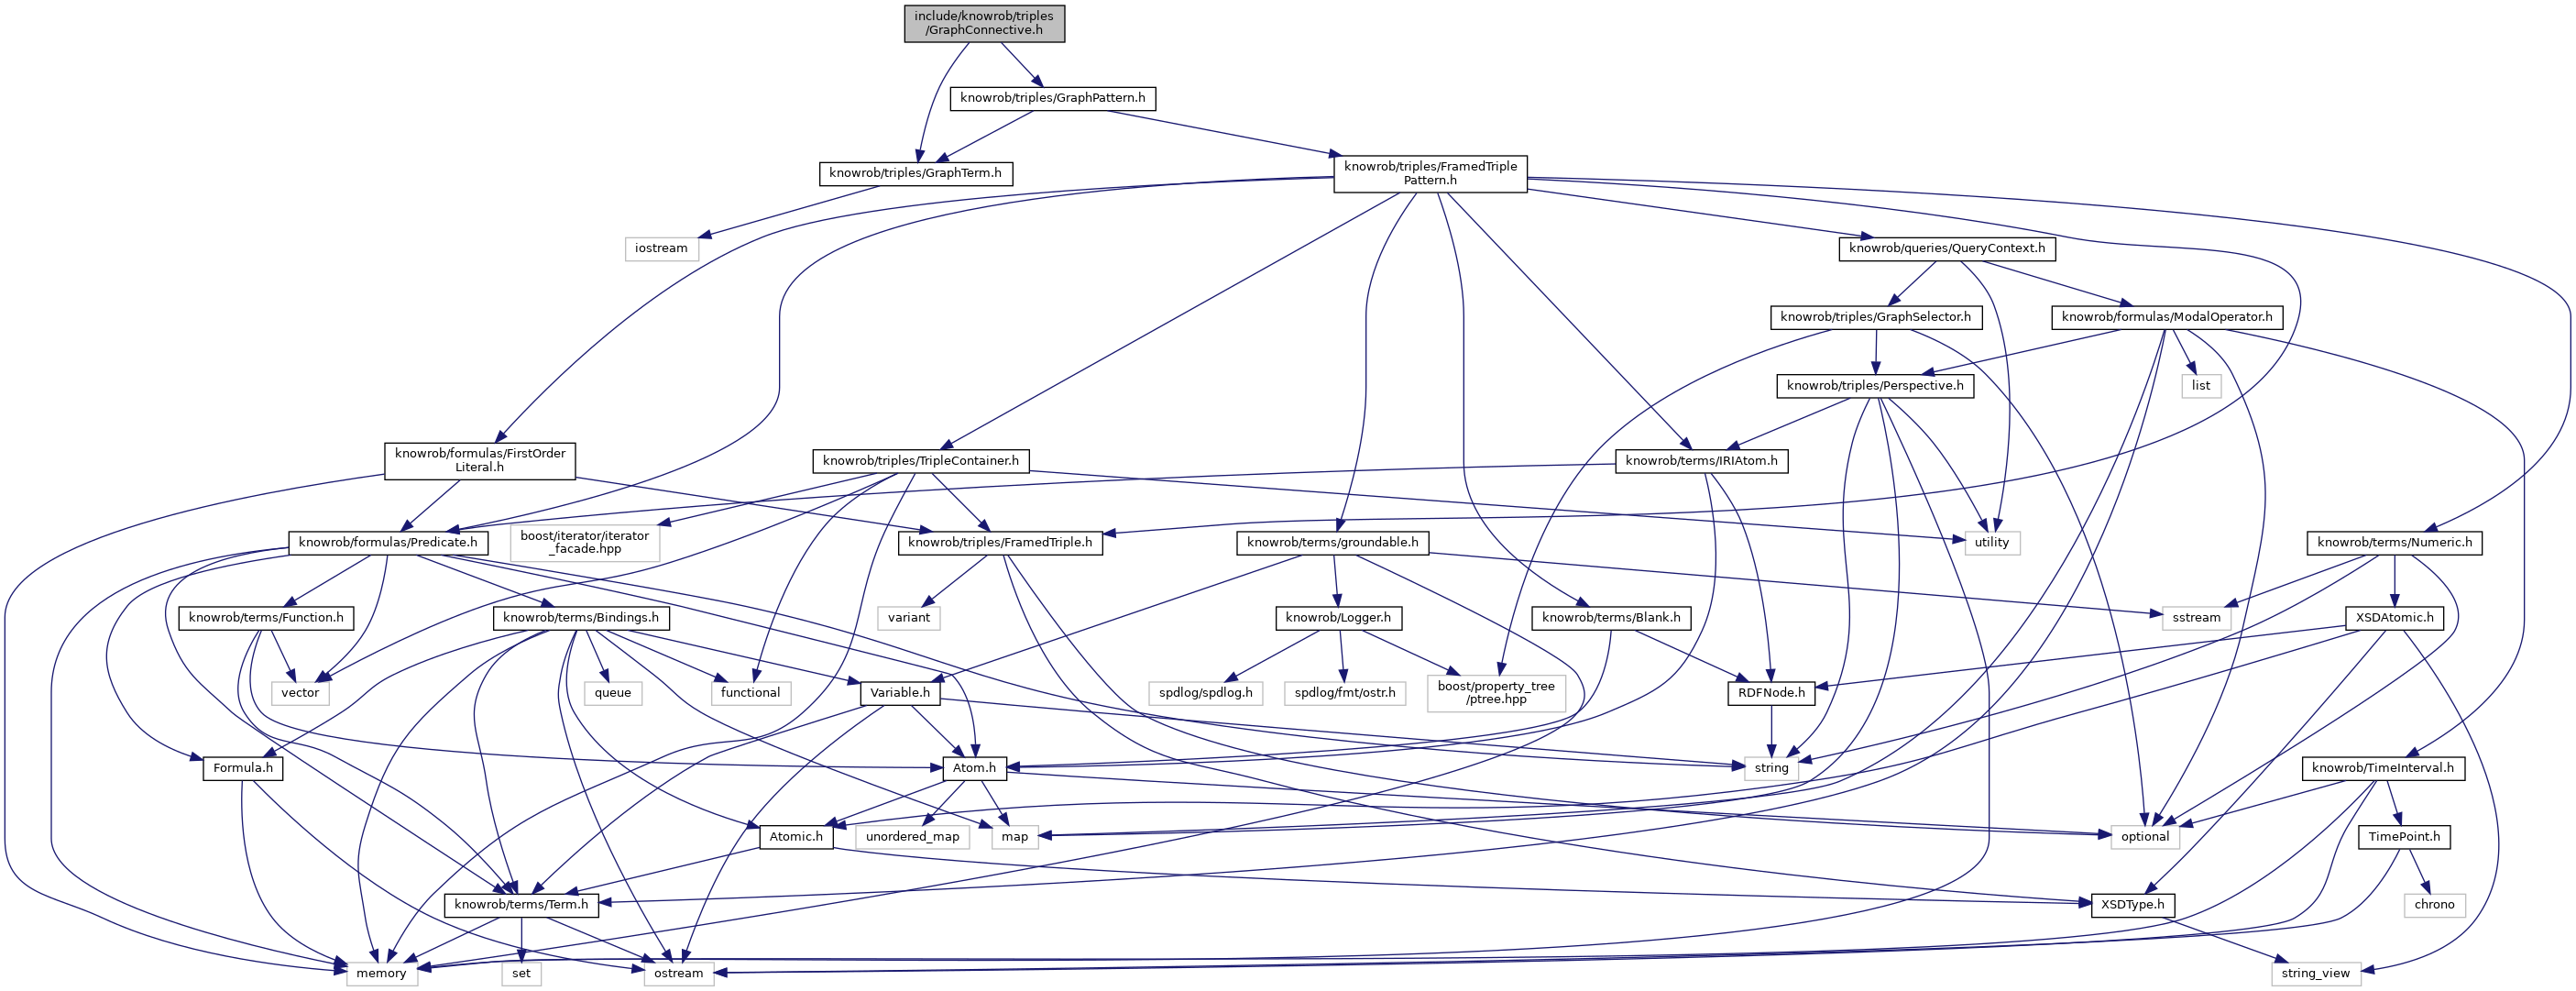 include/knowrob/triples
/GraphConnective.h
knowrob/triples/GraphPattern.h
knowrob/triples/GraphTerm.h
knowrob/triples/FramedTriple
Pattern.h
iostream
knowrob/queries/QueryContext.h
knowrob/triples/GraphSelector.h
knowrob/formulas/ModalOperator.h
knowrob/triples/Perspective.h
list
knowrob/formulas/FirstOrder
Literal.h
knowrob/triples/TripleContainer.h
knowrob/terms/IRIAtom.h
knowrob/formulas/Predicate.h
boost/iterator/iterator
_facade.hpp
knowrob/triples/FramedTriple.h
knowrob/terms/groundable.h
utility
knowrob/terms/Numeric.h
knowrob/terms/Function.h
knowrob/terms/Bindings.h
variant
knowrob/Logger.h
knowrob/terms/Blank.h
sstream
XSDAtomic.h
vector
queue
functional
Variable.h
spdlog/spdlog.h
spdlog/fmt/ostr.h
boost/property_tree
/ptree.hpp
RDFNode.h
Formula.h
Atom.h
string
knowrob/TimeInterval.h
Atomic.h
unordered_map
map
optional
TimePoint.h
knowrob/terms/Term.h
XSDType.h
chrono
memory
set
ostream
string_view